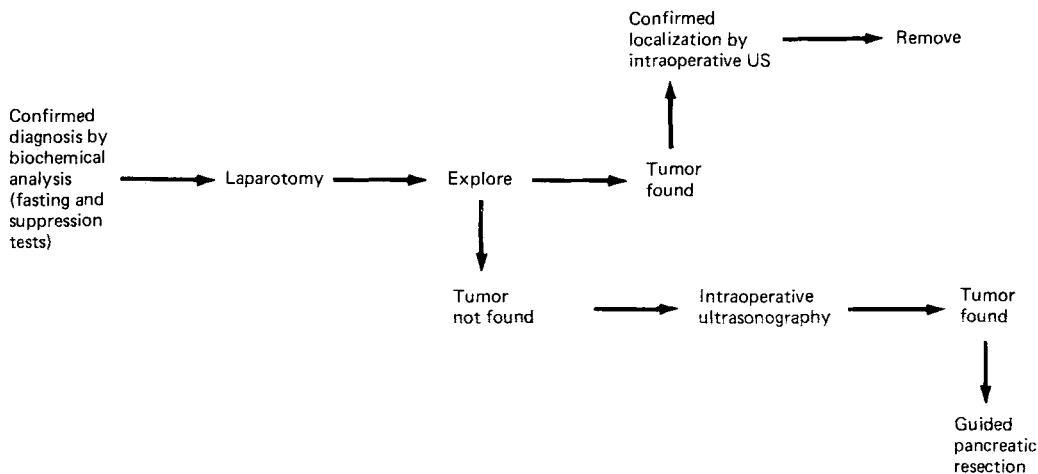 Confirmed
localization by
intraoperative US
Remove
Confirmed
diagnosis by
biochemical
analysis
(fasting and
suppression
tests)
Laparotomy
Explore
Tumor
found
Tumor
not found
Intraoperative
ultrasonography
Tumor
found
Guided
pancreatic
resection